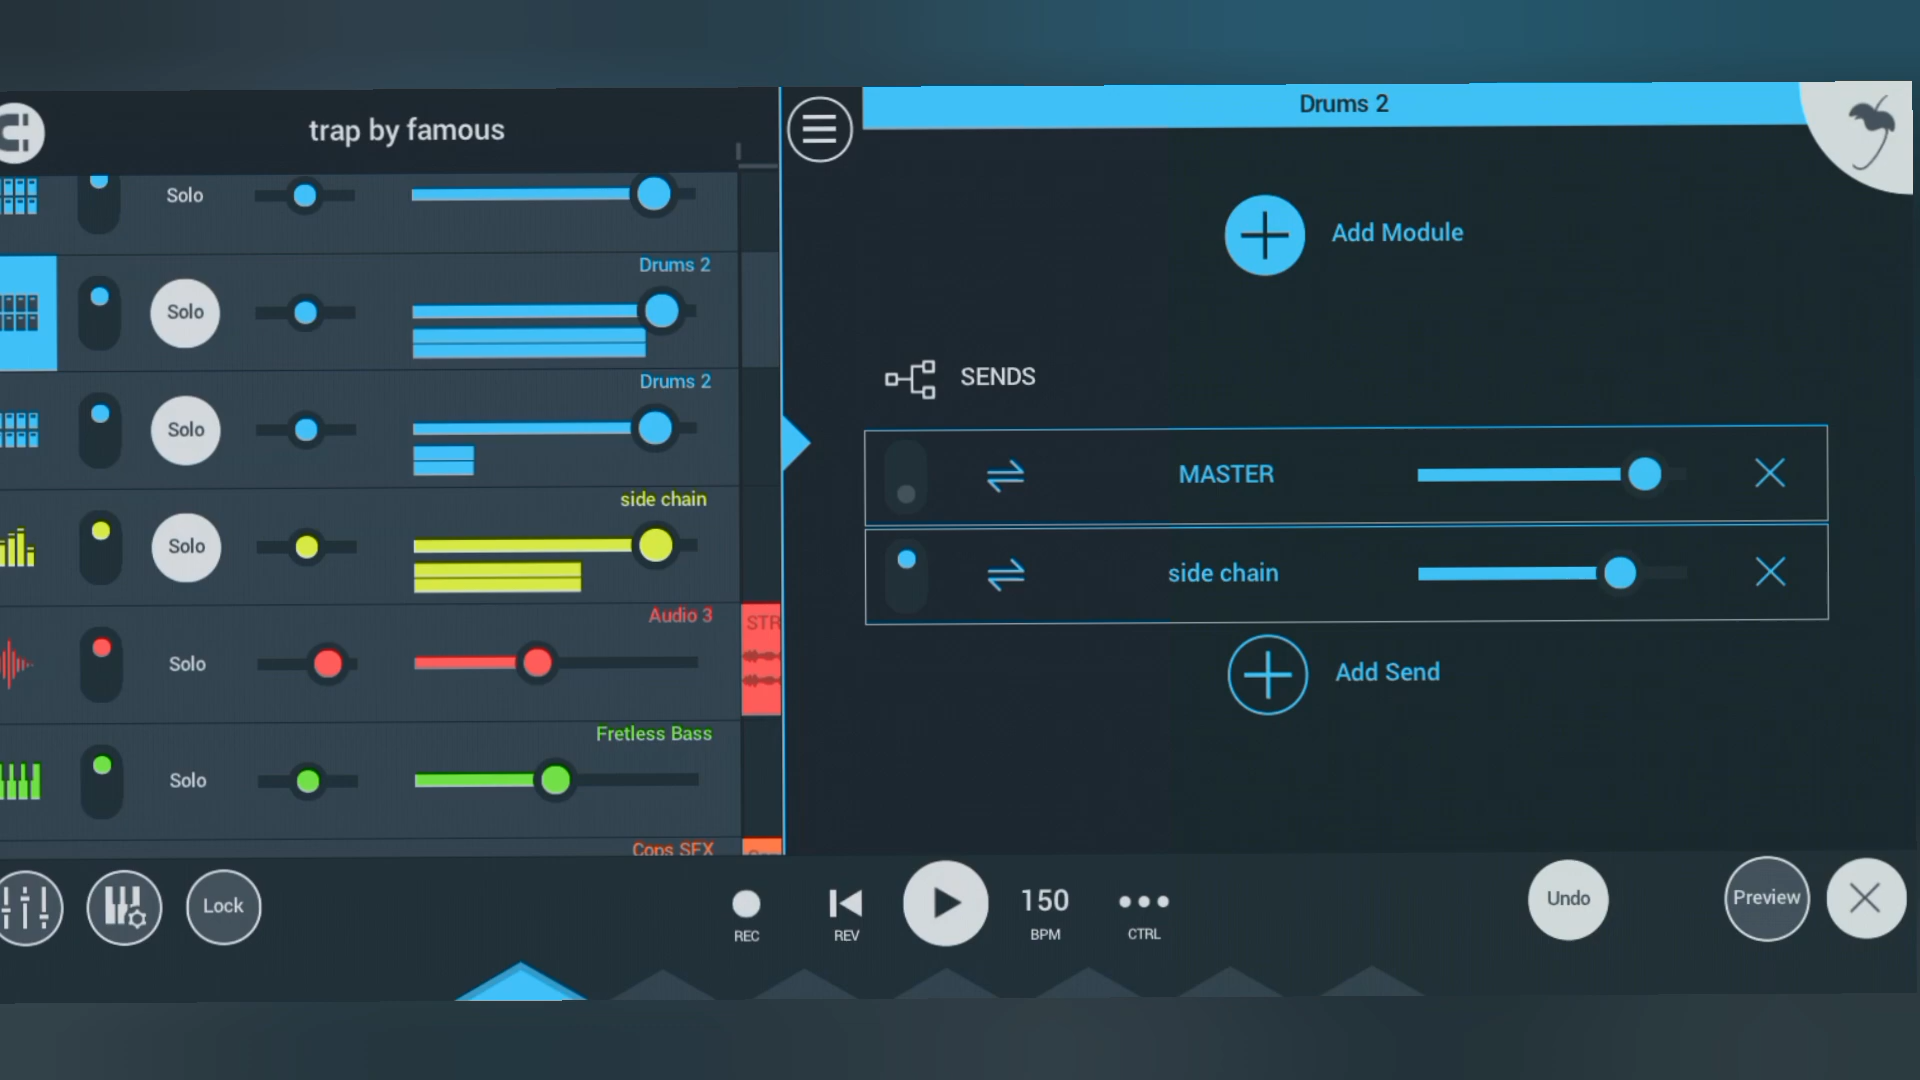 trap by famous
Drums 2
Solo
Add Module
Drums 2
Solo
SENDS
Drums 2
Solo
MASTER
side chain
Solo
side chain
Audio 3
STR
Solo
Add Send
Fretless Bass
Solo
Cops SFX
Lock
REC
REV
150
BPM
CTRL
Undo
Preview